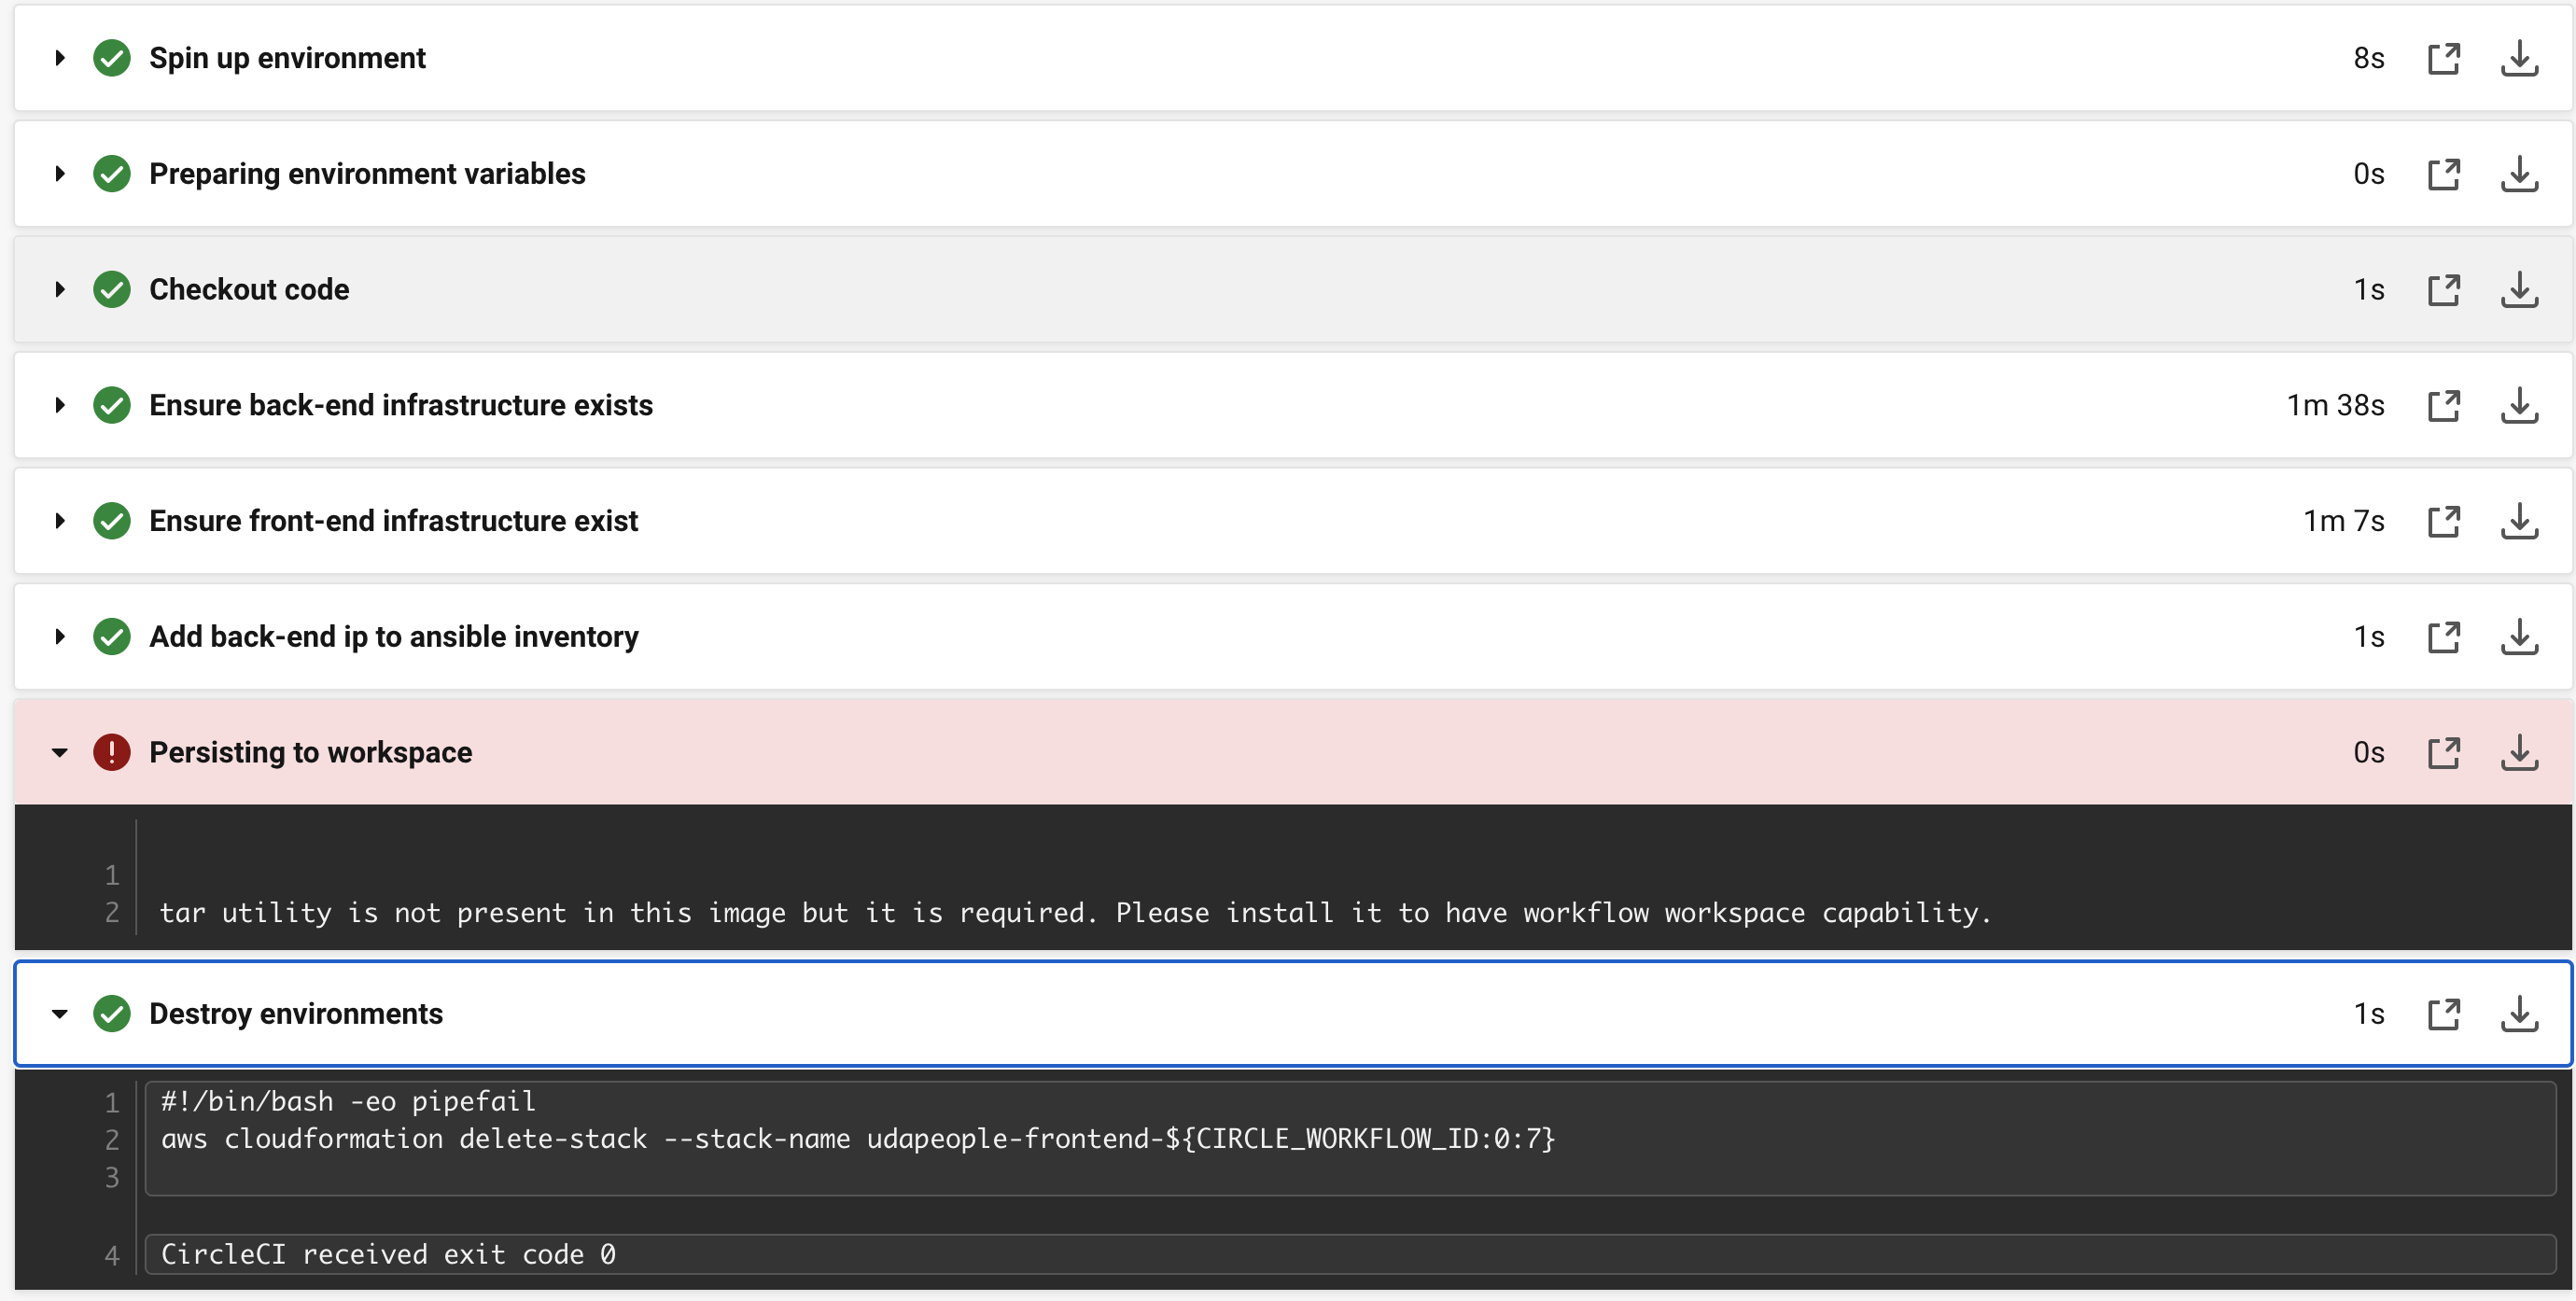 Spin up environment 8s
Preparing environment variables 0s
Checkout code 1s
Ensure back-end infrastructure exists 1m 38s
Ensure front-end infrastructure exist 1m 7s
Add back-end ip to ansible inventory 1s
Persisting to workspace 0s
1
2 tar utility is not present in this image but it is required. Please install it to have workflow workspace capability.
Destroy environments 1s
1 #!/bin/bash -eo pipefail
2 aws cloudformation delete-stack --stack-name udapeople-frontend-${CIRCLE_WORKFLOW_ID:0:7}
3
4 CircleCI received exit code 0